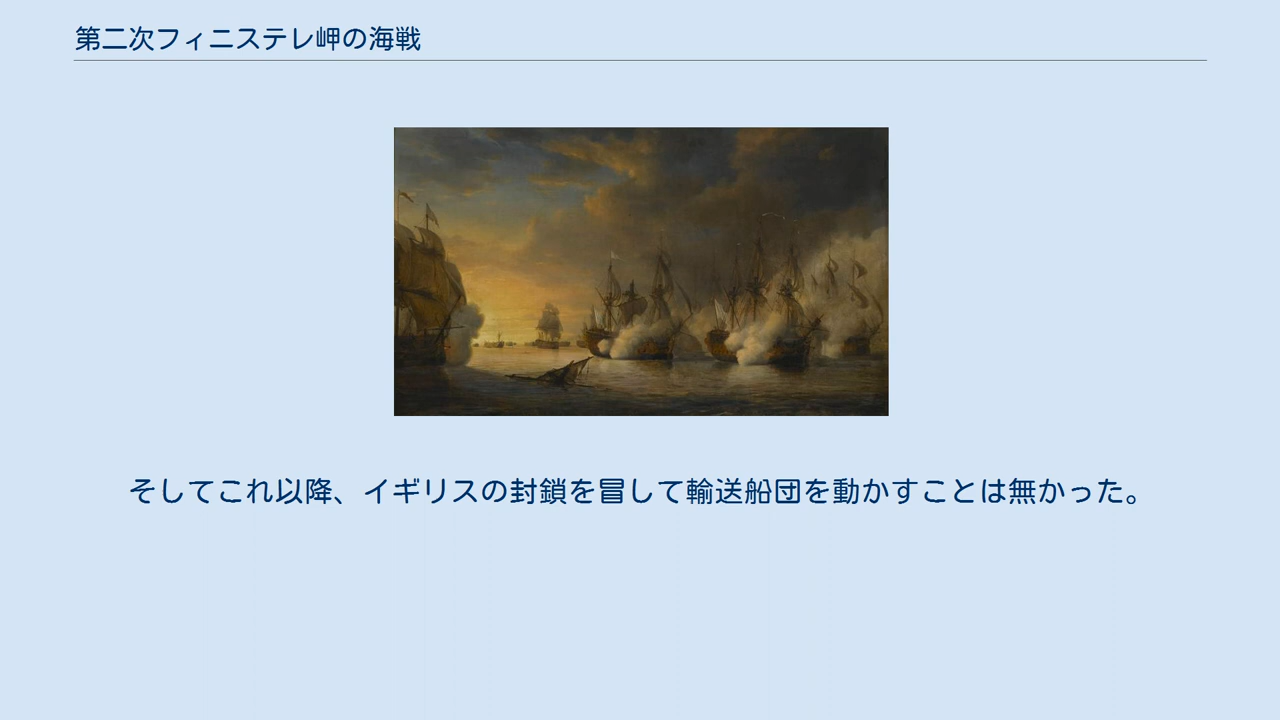 第二次フィニステレ岬の海戦
そしてこれ以降、イギリスの封鎖を冒して輸送船団を動かすことは無かった。